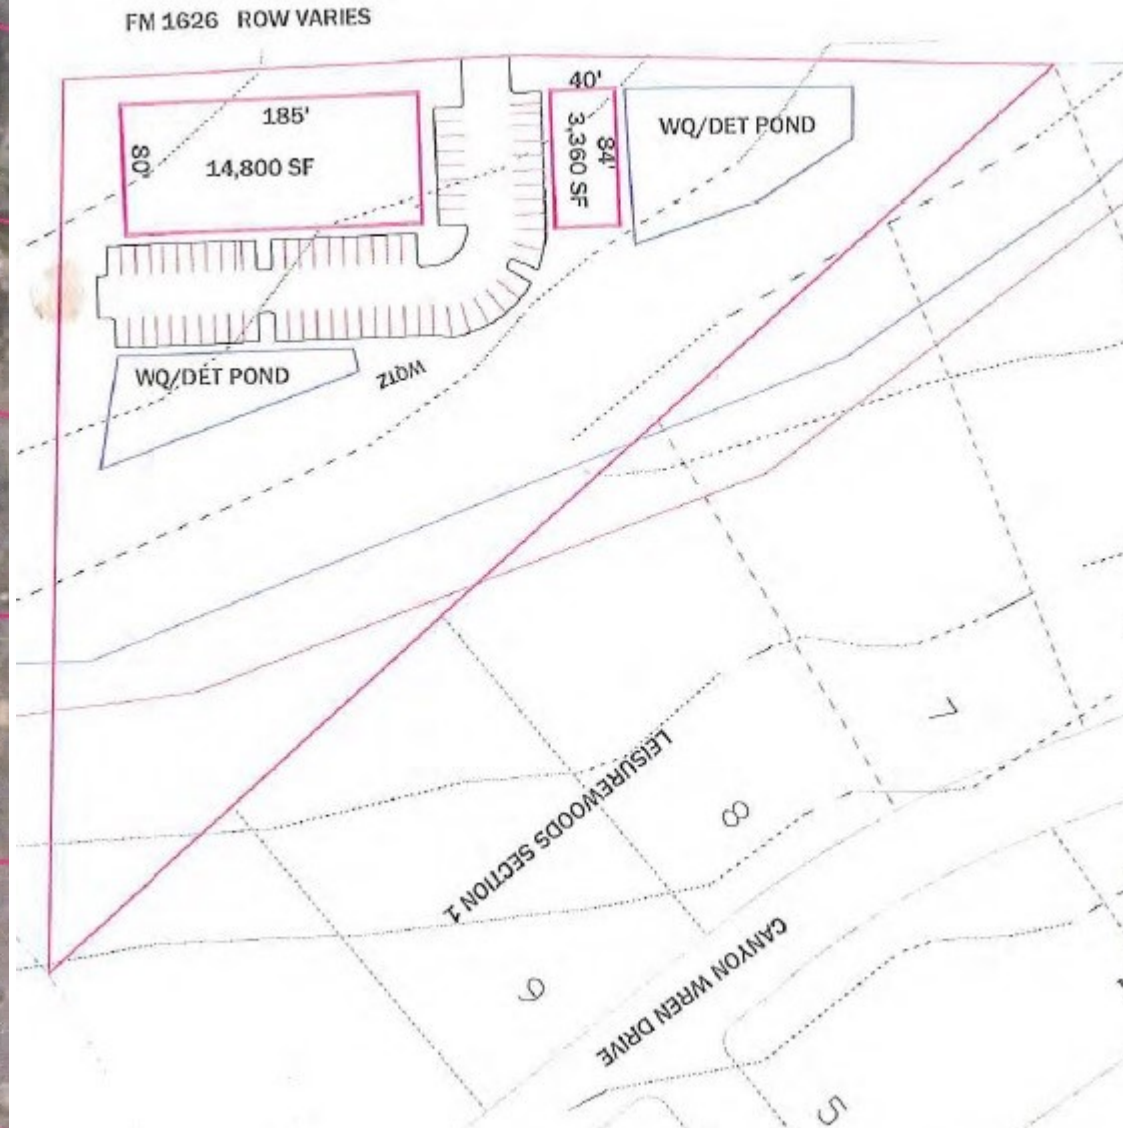 FM 1626 ROW VARIES
185'
80'
14,800 SF
40'
84'
3,360 SF
WQ/DET POND
WQ/DET POND
WQTZ
LEISUREWOODS SECTION 1
7
8
9
CANYON WREN DRIVE
5